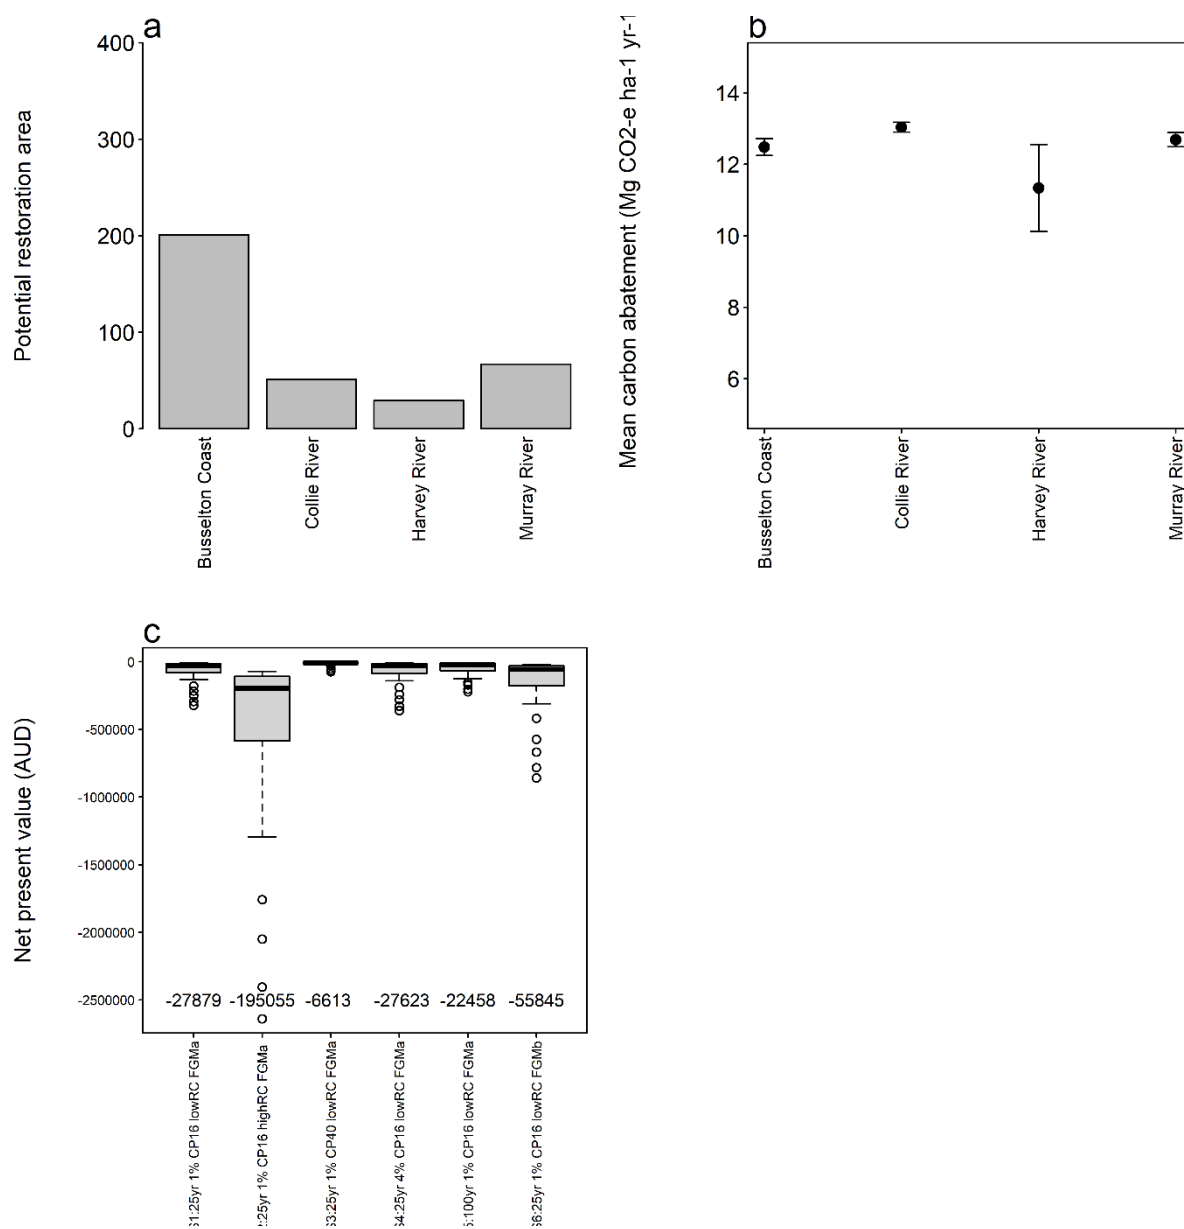 a
Potential restoration area
400
300
200
100
0
Busselton Coast
Collie River
Harvey River
Murray River
b
Mean carbon abatement (Mg CO2-e ha-1 yr-1
14
12
10
8
6
Busselton Coast
Collie River
Harvey River
Murray River
c
Net present value (AUD)
0
-500000
-1000000
-1500000
-2000000
-2500000
-27879 -195055 -6613 -27623 -22458 -55845
S1:25yr 1% CP16 lowRC FGMa
:25yr 1% CP16 highRC FGMa
S3:25yr 1% CP40 lowRC FGMa
S4:25yr 4% CP16 lowRC FGMa
5:100yr 1% CP16 lowRC FGMa
S6:25yr 1% CP16 lowRC FGMb